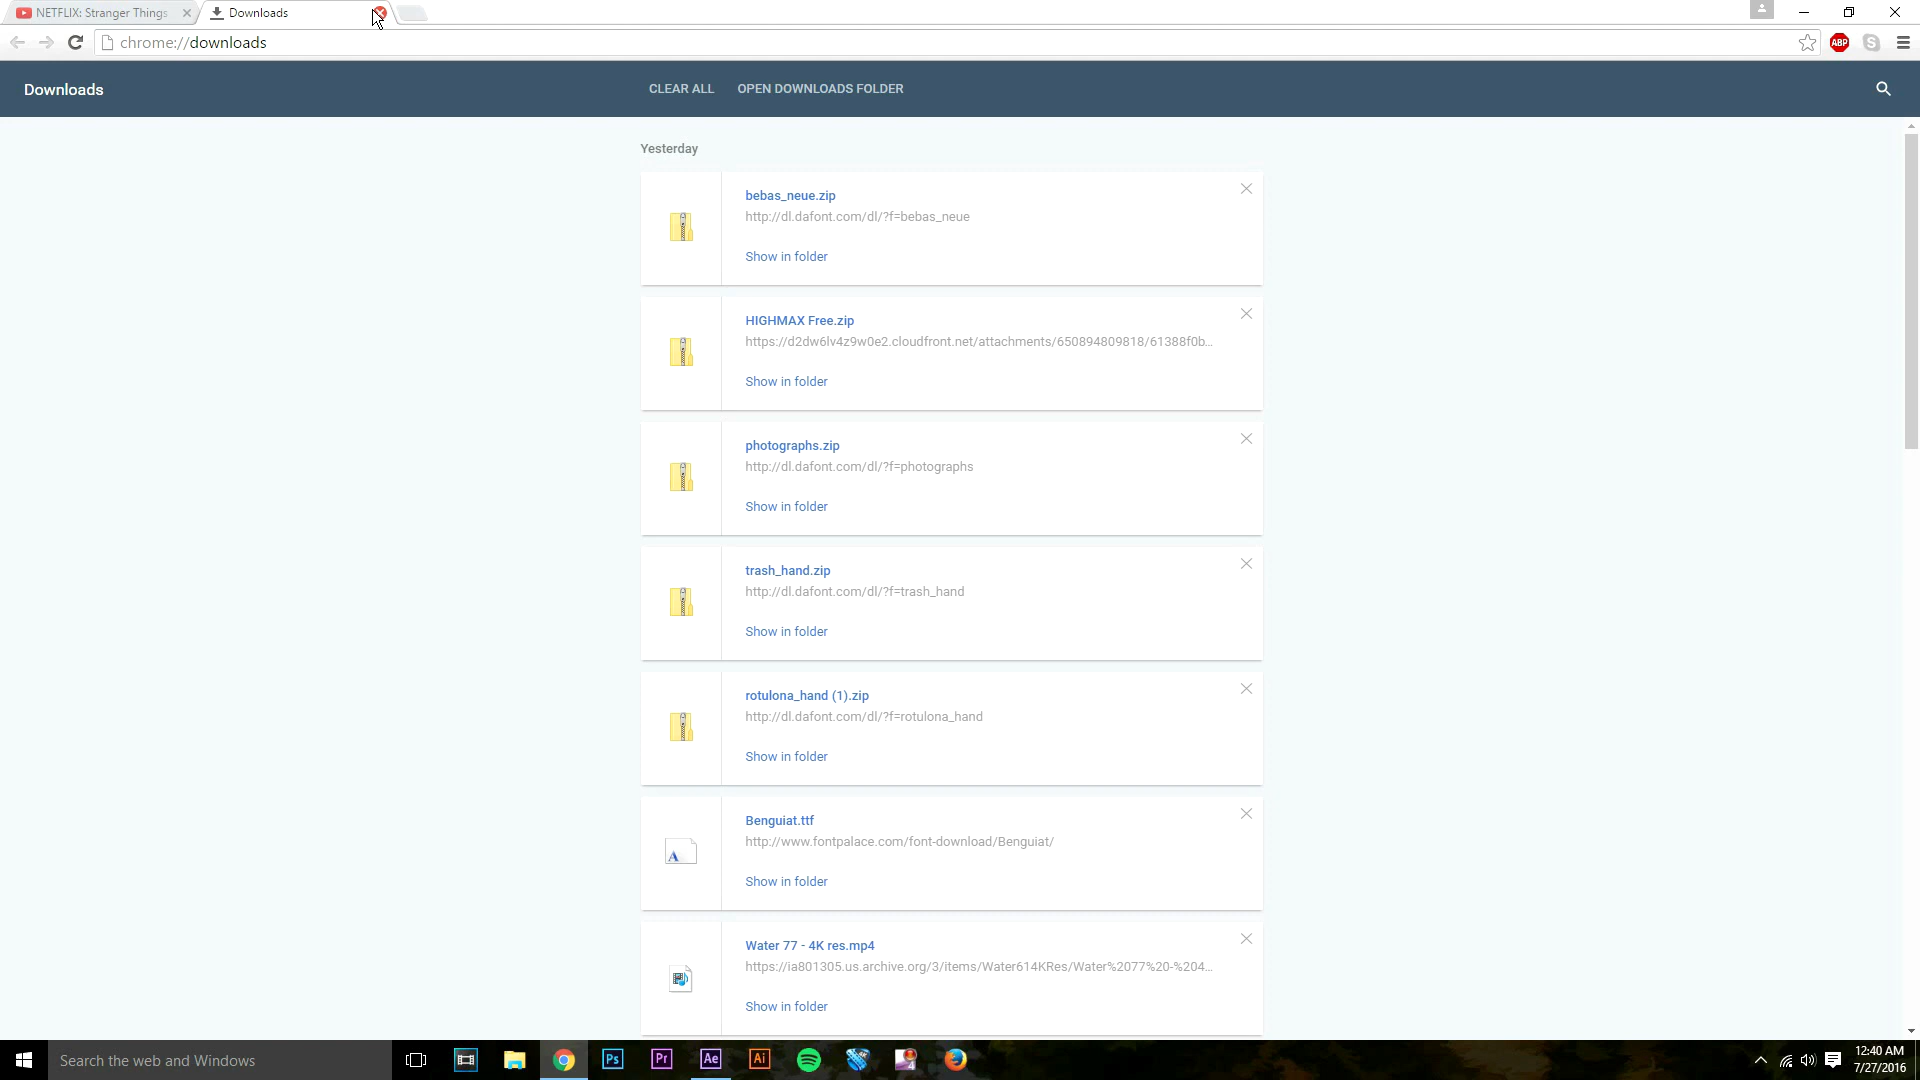 NETFLIX: Stranger Things
Downloads
chrome://downloads
ABP
Downloads
CLEAR ALL
OPEN DOWNLOADS FOLDER
Yesterday
bebas_neue.zip
http://dl.dafont.com/dl/?f=bebas_neue
Show in folder
HIGHMAX Free.zip
https://d2dw6lv4z9w0e2.cloudfront.net/attachments/650894809818/61388f0b...
Show in folder
photographs.zip
http://dl.dafont.com/dl/?f=photographs
Show in folder
trash_hand.zip
http://dl.dafont.com/dl/?f=trash_hand
Show in folder
rotulona_hand (1).zip
http://dl.dafont.com/dl/?f=rotulona_hand
Show in folder
Benguiat.ttf
http://www.fontpalace.com/font-download/Benguiat/
Show in folder
Water 77 - 4K res.mp4
https://ia801305.us.archive.org/3/items/Water614KRes/Water%2077%20-%204...
Show in folder
Search the web and Windows
Ps
Pr
Ae
Ai
12:40 AM
7/27/2016